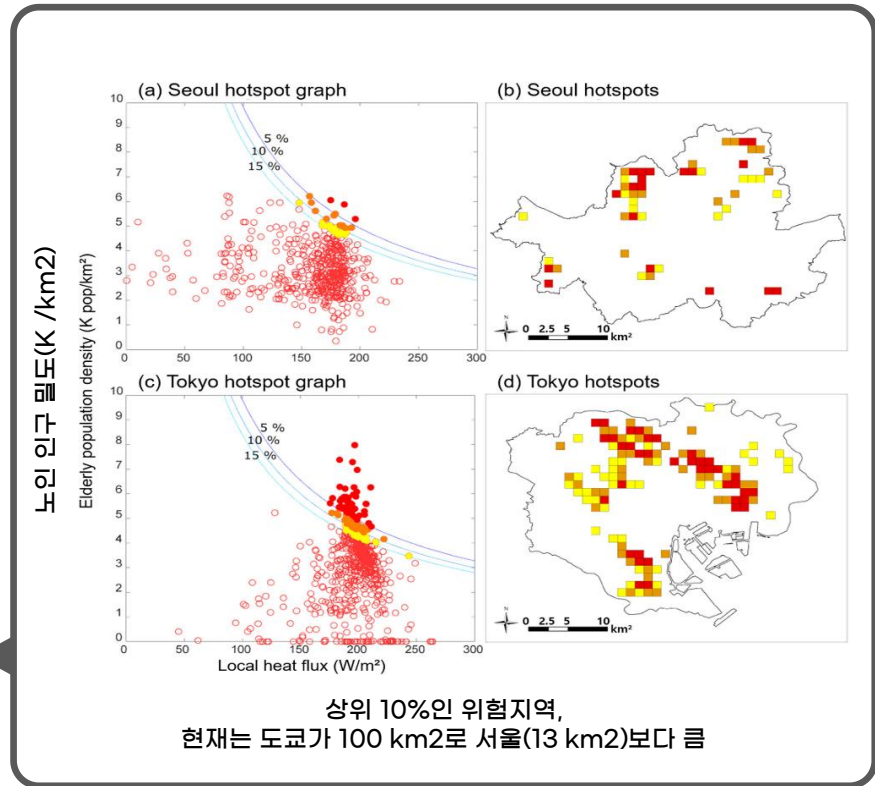 노인 인구 밀도(K /km2)
Elderly population density (K pop/km²)
(a) Seoul hotspot graph
10
9
8
7
6
5
4
3
2
1
0
5 %
10 %
15 %
0 50 100 150 200 250 300
(b) Seoul hotspots
N
0 2.5 5 10
km²
(c) Tokyo hotspot graph
10
9
8
7
6
5
4
3
2
1
0
5 %
10 %
15 %
0 50 100 150 200 250 300
Local heat flux (W/m²)
(d) Tokyo hotspots
N
0 2.5 5 10
km²
상위 10%인 위험지역,
현재는 도쿄가 100 km2로 서울(13 km2)보다 큼